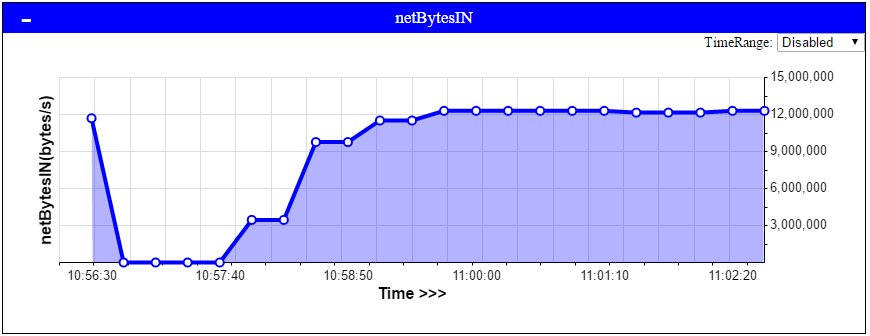 netBytesIN
TimeRange: Disabled
netBytesIN(bytes/s)
15,000,000
12,000,000
9,000,000
6,000,000
3,000,000
10:56:30 10:57:40 10:58:50 11:00:00 11:01:10 11:02:20
Time >>>